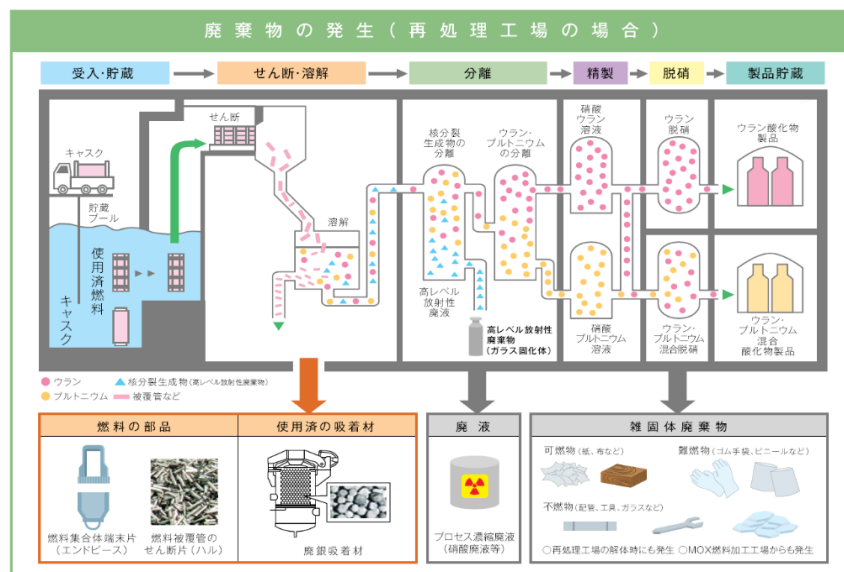 廃棄物の発生(再処理工場の場合)
受入・貯蔵
せん断・溶解
分離
精製
脱硝
製品貯蔵
キャスク
貯蔵
プール
使用済燃料
キャスク
せん断
溶解
核分裂
生成物の
分離
高レベル
放射性
廃液
高レベル放射性
廃棄物
(ガラス固化体)
ウラン・
プルトニウム
の分離
硝酸
ウラン
溶液
硝酸
プルトニウム
溶液
ウラン
脱硝
ウラン・
プルトニウム
混合脱硝
ウラン酸化物
製品
ウラン・
プルトニウム
混合
酸化物製品
ウラン
核分裂生成物(高レベル放射性廃棄物)
プルトニウム
被覆管など
燃料の部品
燃料集合体端末片
(エンドピース)
燃料被覆管の
せん断片(ハル)
使用済の吸着材
廃銀吸着材
廃液
プロセス濃縮廃液
(硝酸廃液等)
雑固体廃棄物
可燃物(紙、布など)
難燃物(ゴム手袋、ビニールなど)
不燃物(配管、工具、ガラスなど)
○再処理工場の解体時にも発生 ○MOX燃料加工工場からも発生